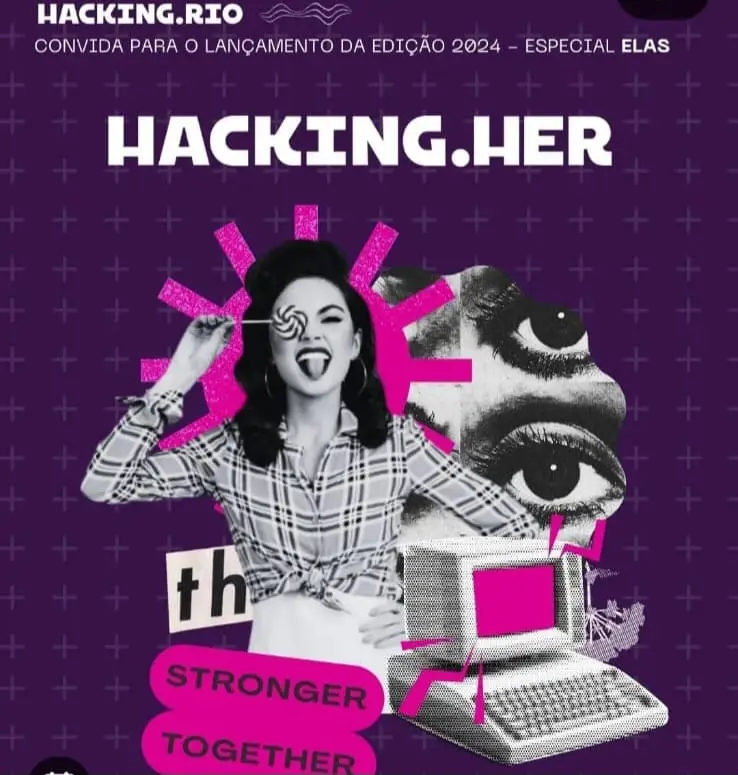 HACKING.RIO
CONVIDA PARA O LANÇAMENTO DA EDIÇÃO 2024 – ESPECIAL ELAS
HACKING.HER
th
STRONGER
TOGETHER